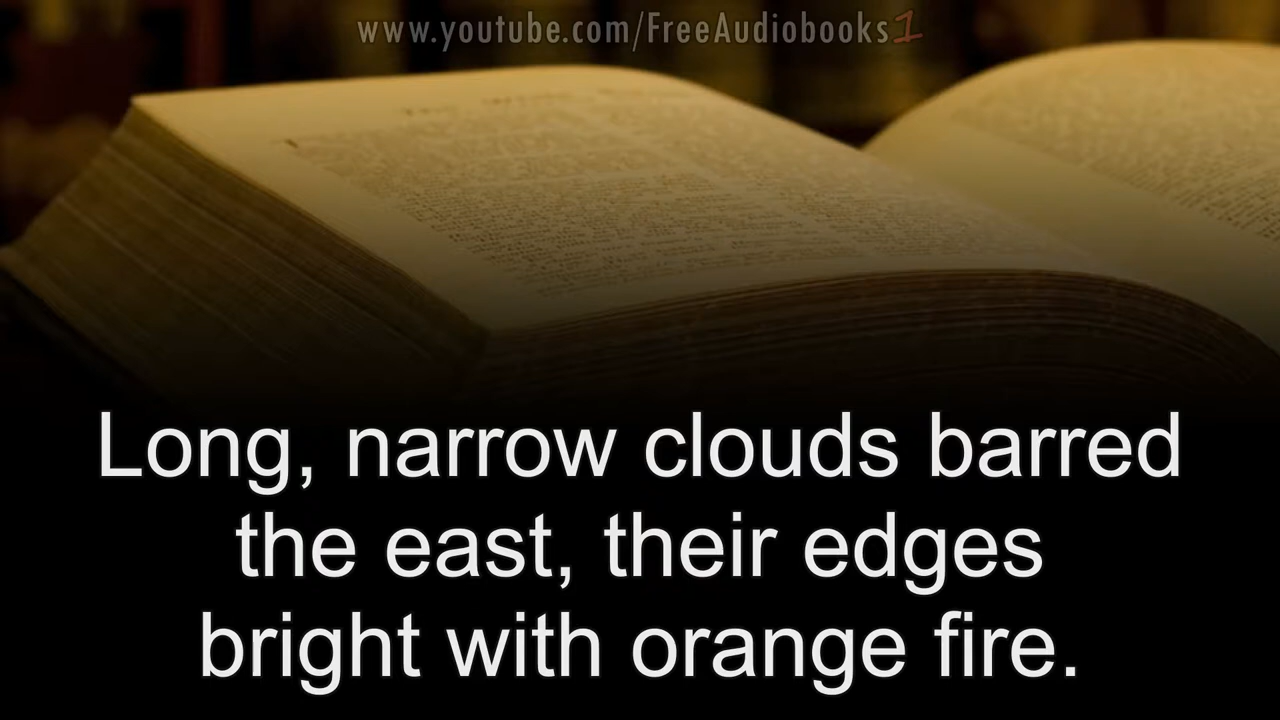 www.youtube.com/FreeAudiobooks1
Long, narrow clouds barred
the east, their edges
bright with orange fire.